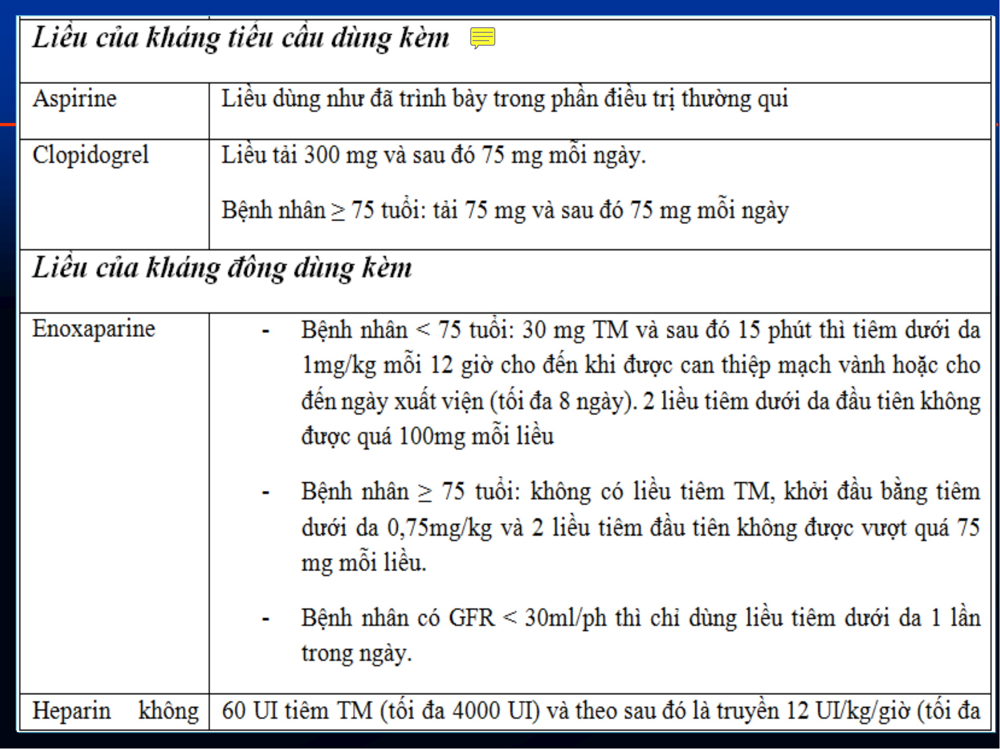 Liều của kháng tiểu cầu dùng kèm
Aspirine
Liều dùng như đã trình bày trong phần điều trị thường qui
Clopidogrel
Liều tải 300 mg và sau đó 75 mg mỗi ngày.
Bệnh nhân ≥ 75 tuổi: tải 75 mg và sau đó 75 mg mỗi ngày
Liều của kháng đông dùng kèm
Enoxaparine
- Bệnh nhân < 75 tuổi: 30 mg TM và sau đó 15 phút thì tiêm dưới da
1mg/kg mỗi 12 giờ cho đến khi được can thiệp mạch vành hoặc cho
đến ngày xuất viện (tối đa 8 ngày). 2 liều tiêm dưới da đầu tiên không
được quá 100mg mỗi liều
- Bệnh nhân ≥ 75 tuổi: không có liều tiêm TM, khởi đầu bằng tiêm
dưới da 0,75mg/kg và 2 liều tiêm đầu tiên không được vượt quá 75
mg mỗi liều.
- Bệnh nhân có GFR < 30ml/ph thì chỉ dùng liều tiêm dưới da 1 lần
trong ngày.
Heparin không
60 UI tiêm TM (tối đa 4000 UI) và theo sau đó là truyền 12 UI/kg/giờ (tối đa